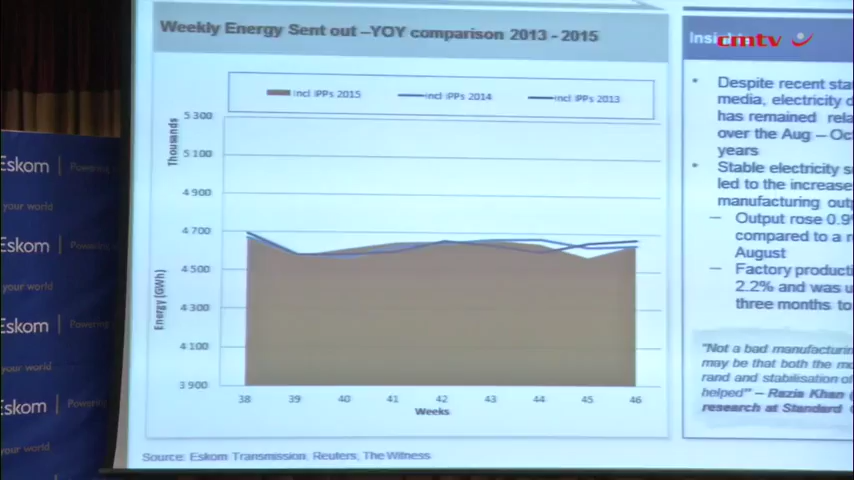 Weekly Energy Sent out –YOY comparison 2013 - 2015
incl IPPs 2015
incl IPPs 2014
incl IPPs 2013
Thousands
Energy (GWh)
5 300
5 100
4 900
4 700
4 500
4 300
4 100
3 900
38 39 40 41 42 43 44 45 46
Weeks
Source: Eskom Transmission, Reuters, The Witness
cmtv
Despite recent sta
media, electricity d
has remained rela
over the Aug – Oc
years
Stable electricity s
led to the increase
manufacturing outp
– Output rose 0.9
compared to a r
August
– Factory producti
2.2% and was u
three months to
"Not a bad manufacturin
may be that both the mo
rand and stabilisation of
helped" – Razia Khan (
research at Standard
Eskom | Powering
your world
Eskom | Powering
your world
Eskom | Powering
your world
Eskom | Powering
your world